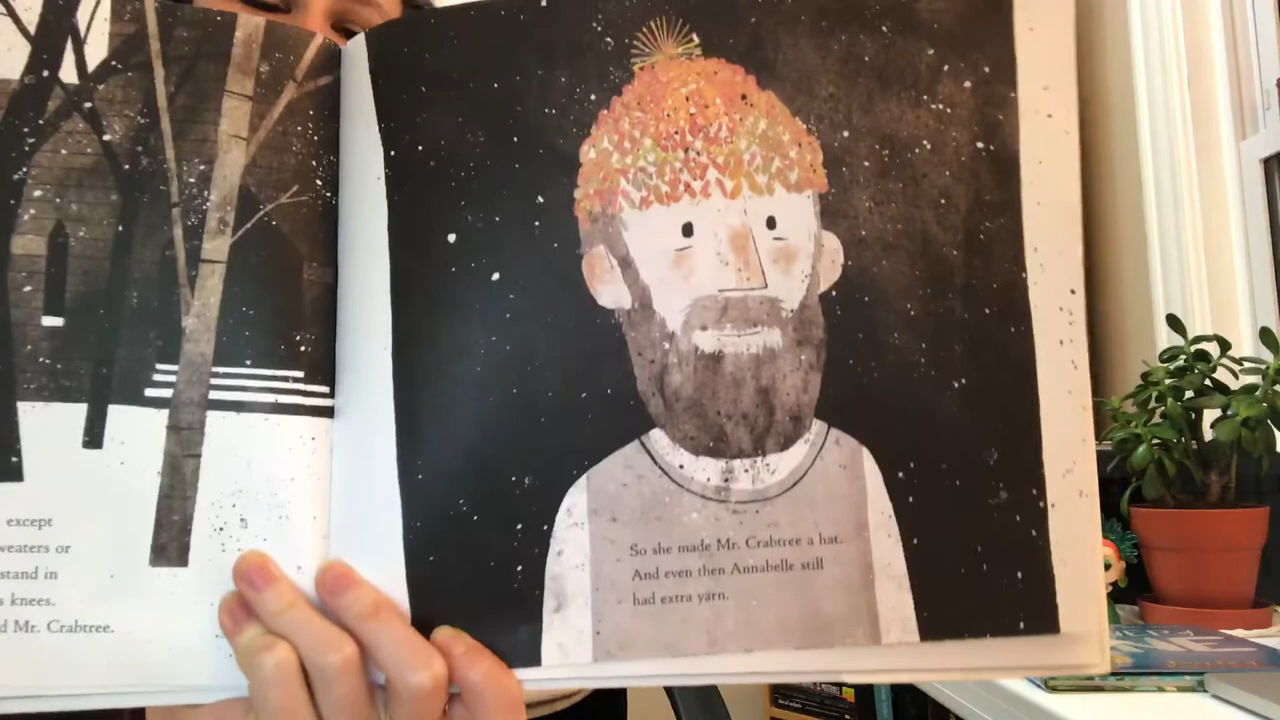 except
weaters or
stand in
s knees.
d Mr. Crabtree.
So she made Mr. Crabtree a hat.
And even then Annabelle still
had extra yarn.
NE